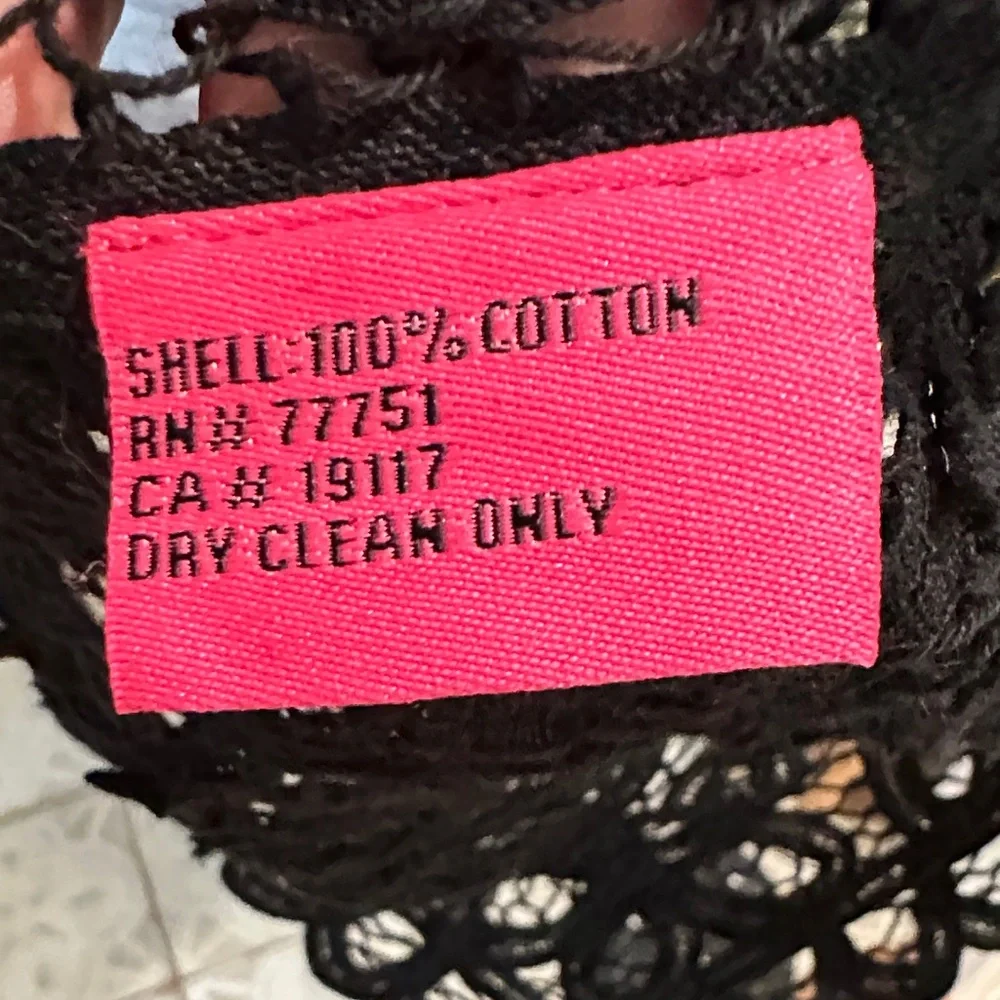 SHELL:100% COTTON
RN# 77751
CA# 19117
DRY CLEAN ONLY